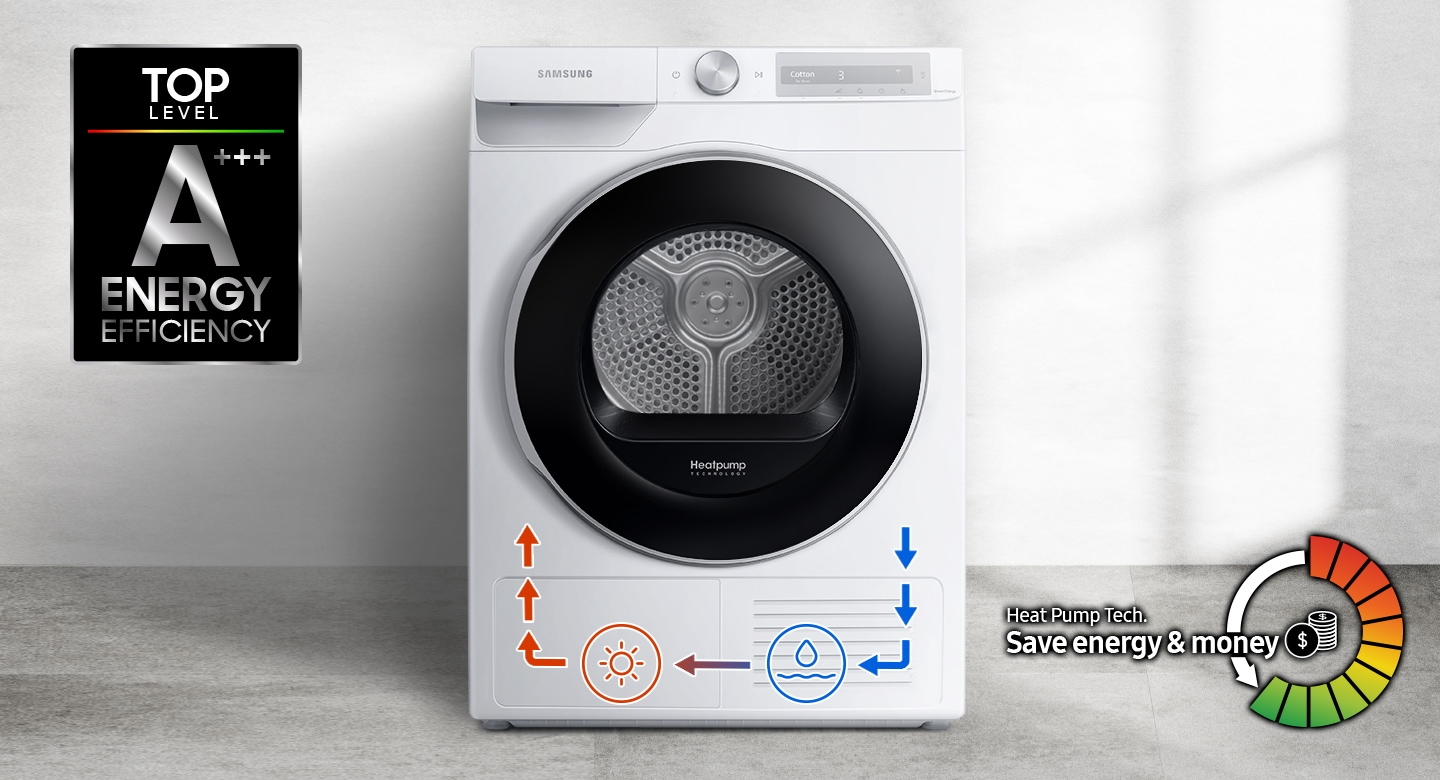 TOP
LEVEL
A+++
ENERGY
EFFICIENCY
SAMSUNG
Cotton 3
Heatpump
TECHNOLOGY
Heat Pump Tech.
Save energy & money
$
$